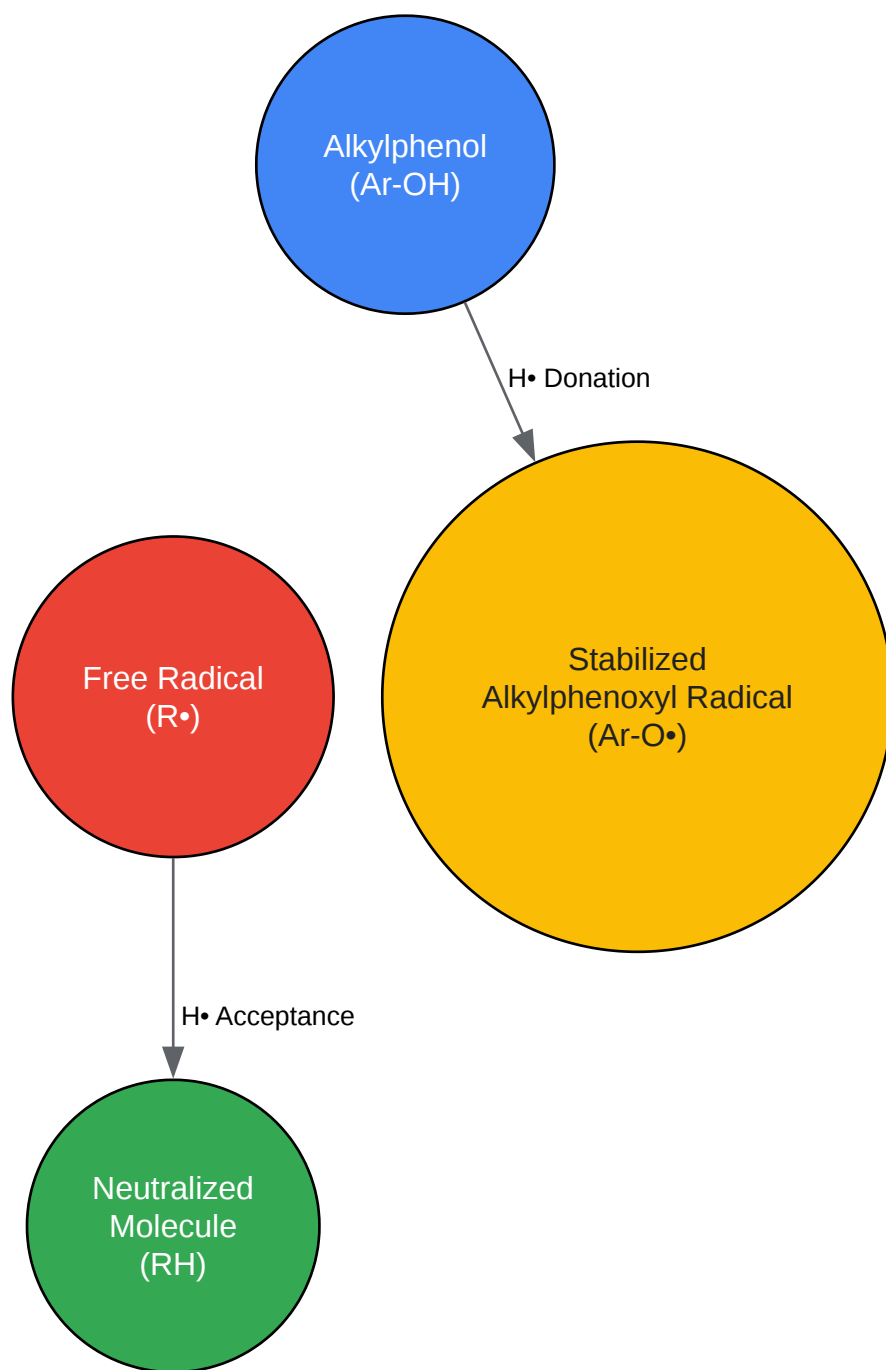 Alkylphenol
(Ar-OH)
H• Donation
Stabilized
Alkylphenoxyl Radical
(Ar-O•)
Free Radical
(R•)
H• Acceptance
Neutralized
Molecule
(RH)